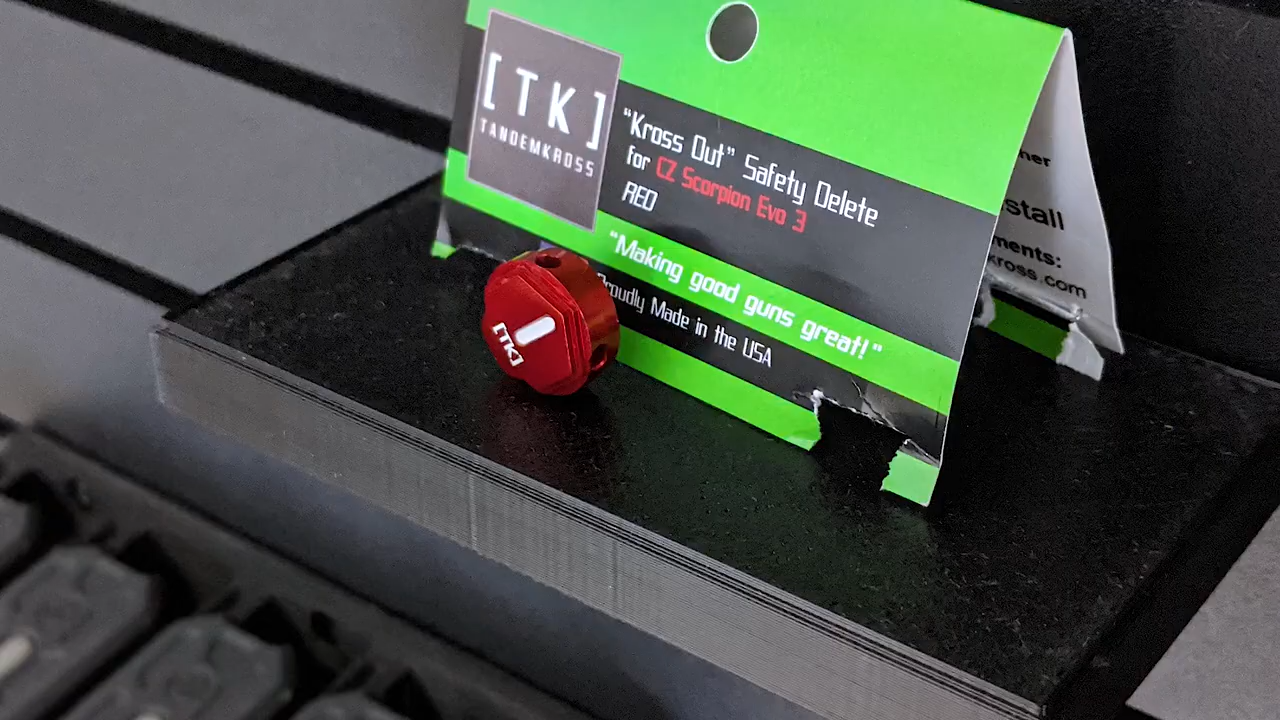 [TK]
TANDEMKROSS
"Kross Out" Safety Delete
for CZ Scorpion Evo 3
RED
"Making good guns great!"
Proudly Made in the USA
[TK]
stall
kross.com